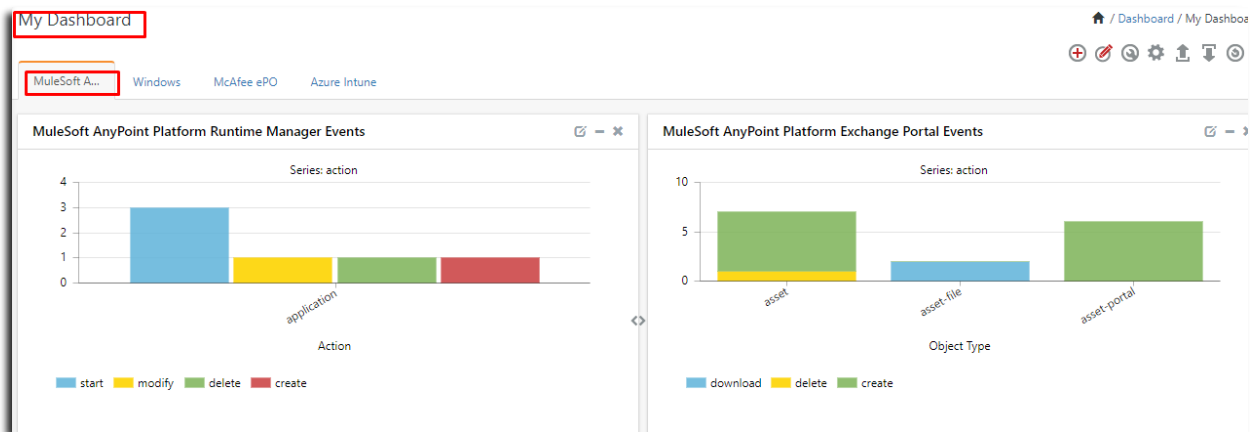 My Dashboard
/ Dashboard / My Dashboa
MuleSoft A...
Windows
McAfee ePO
Azure Intune
MuleSoft AnyPoint Platform Runtime Manager Events
Series: action
4
3
2
1
0
application
Action
start modify delete create
MuleSoft AnyPoint Platform Exchange Portal Events
Series: action
10
5
0
asset
asset-file
asset-portal
Object Type
download delete create